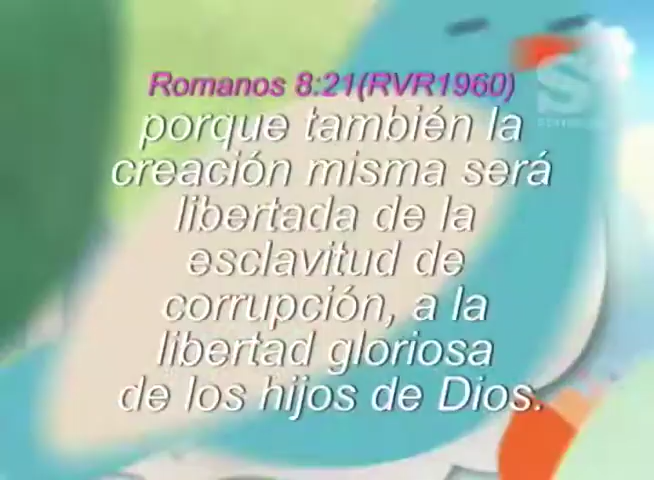 Romanos 8:21(RVR1960)
porque también la
creación misma será
libertada de la
esclavitud de
corrupción, a la
libertad gloriosa
de los hijos de Dios.